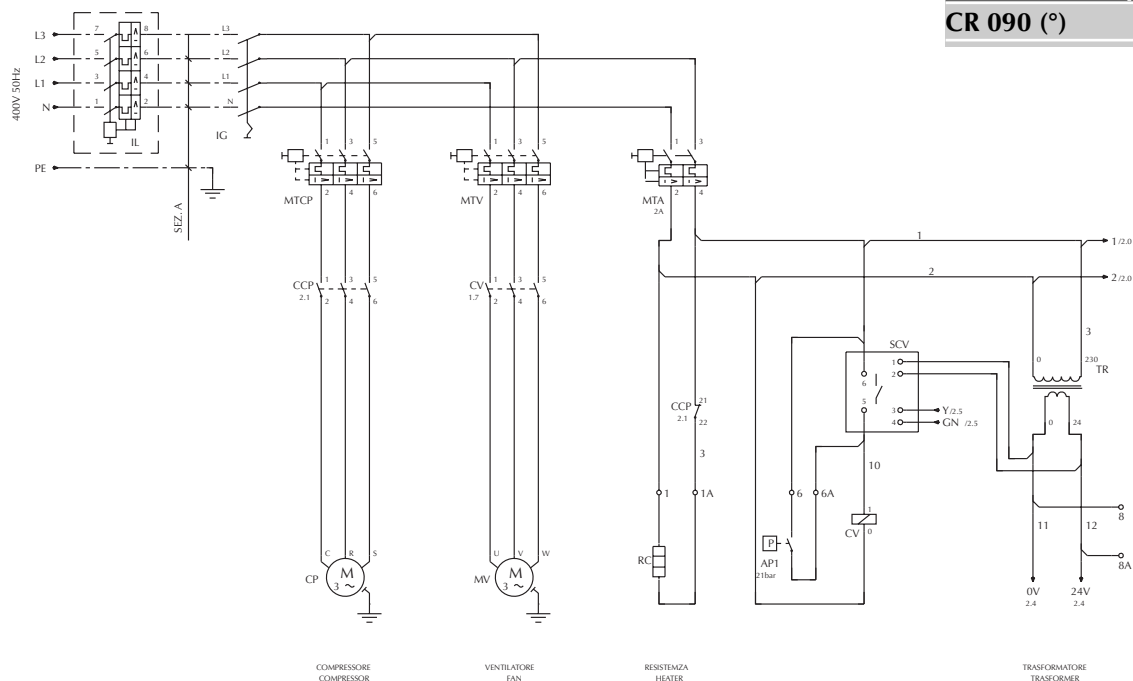 CR 090 (°)
400V 50Hz
L3 7 8 L3
L2 5 6 L2
L1 3 4 L1
N 1 2 N
IL
IG
PE
SEZ. A
1 3 5
MTCP
2 4 6
1 3 5
MTV
2 4 6
1 3
MTA
2A
2 4
1
1 /2.0
2
2 /2.0
CCP
2.1
1 3 5
2 4 6
CV
1.7
1 3 5
2 4 6
3
SCV
0 230
TR
1
2
6
5
3
4
Y /2.5
GN /2.5
0 24
CCP
2.1
21
22
3
10
1 1A
6 6A
1
CV
0
8
11 12
8A
C R S
CP
M
3 ~
U V W
MV
M
3 ~
RC
P
AP1
21bar
0V
2.4
24V
2.4
COMPRESSORE
COMPRESSOR
VENTILATORE
FAN
RESISTEMZA
HEATER
TRASFORMATORE
TRASFORMER